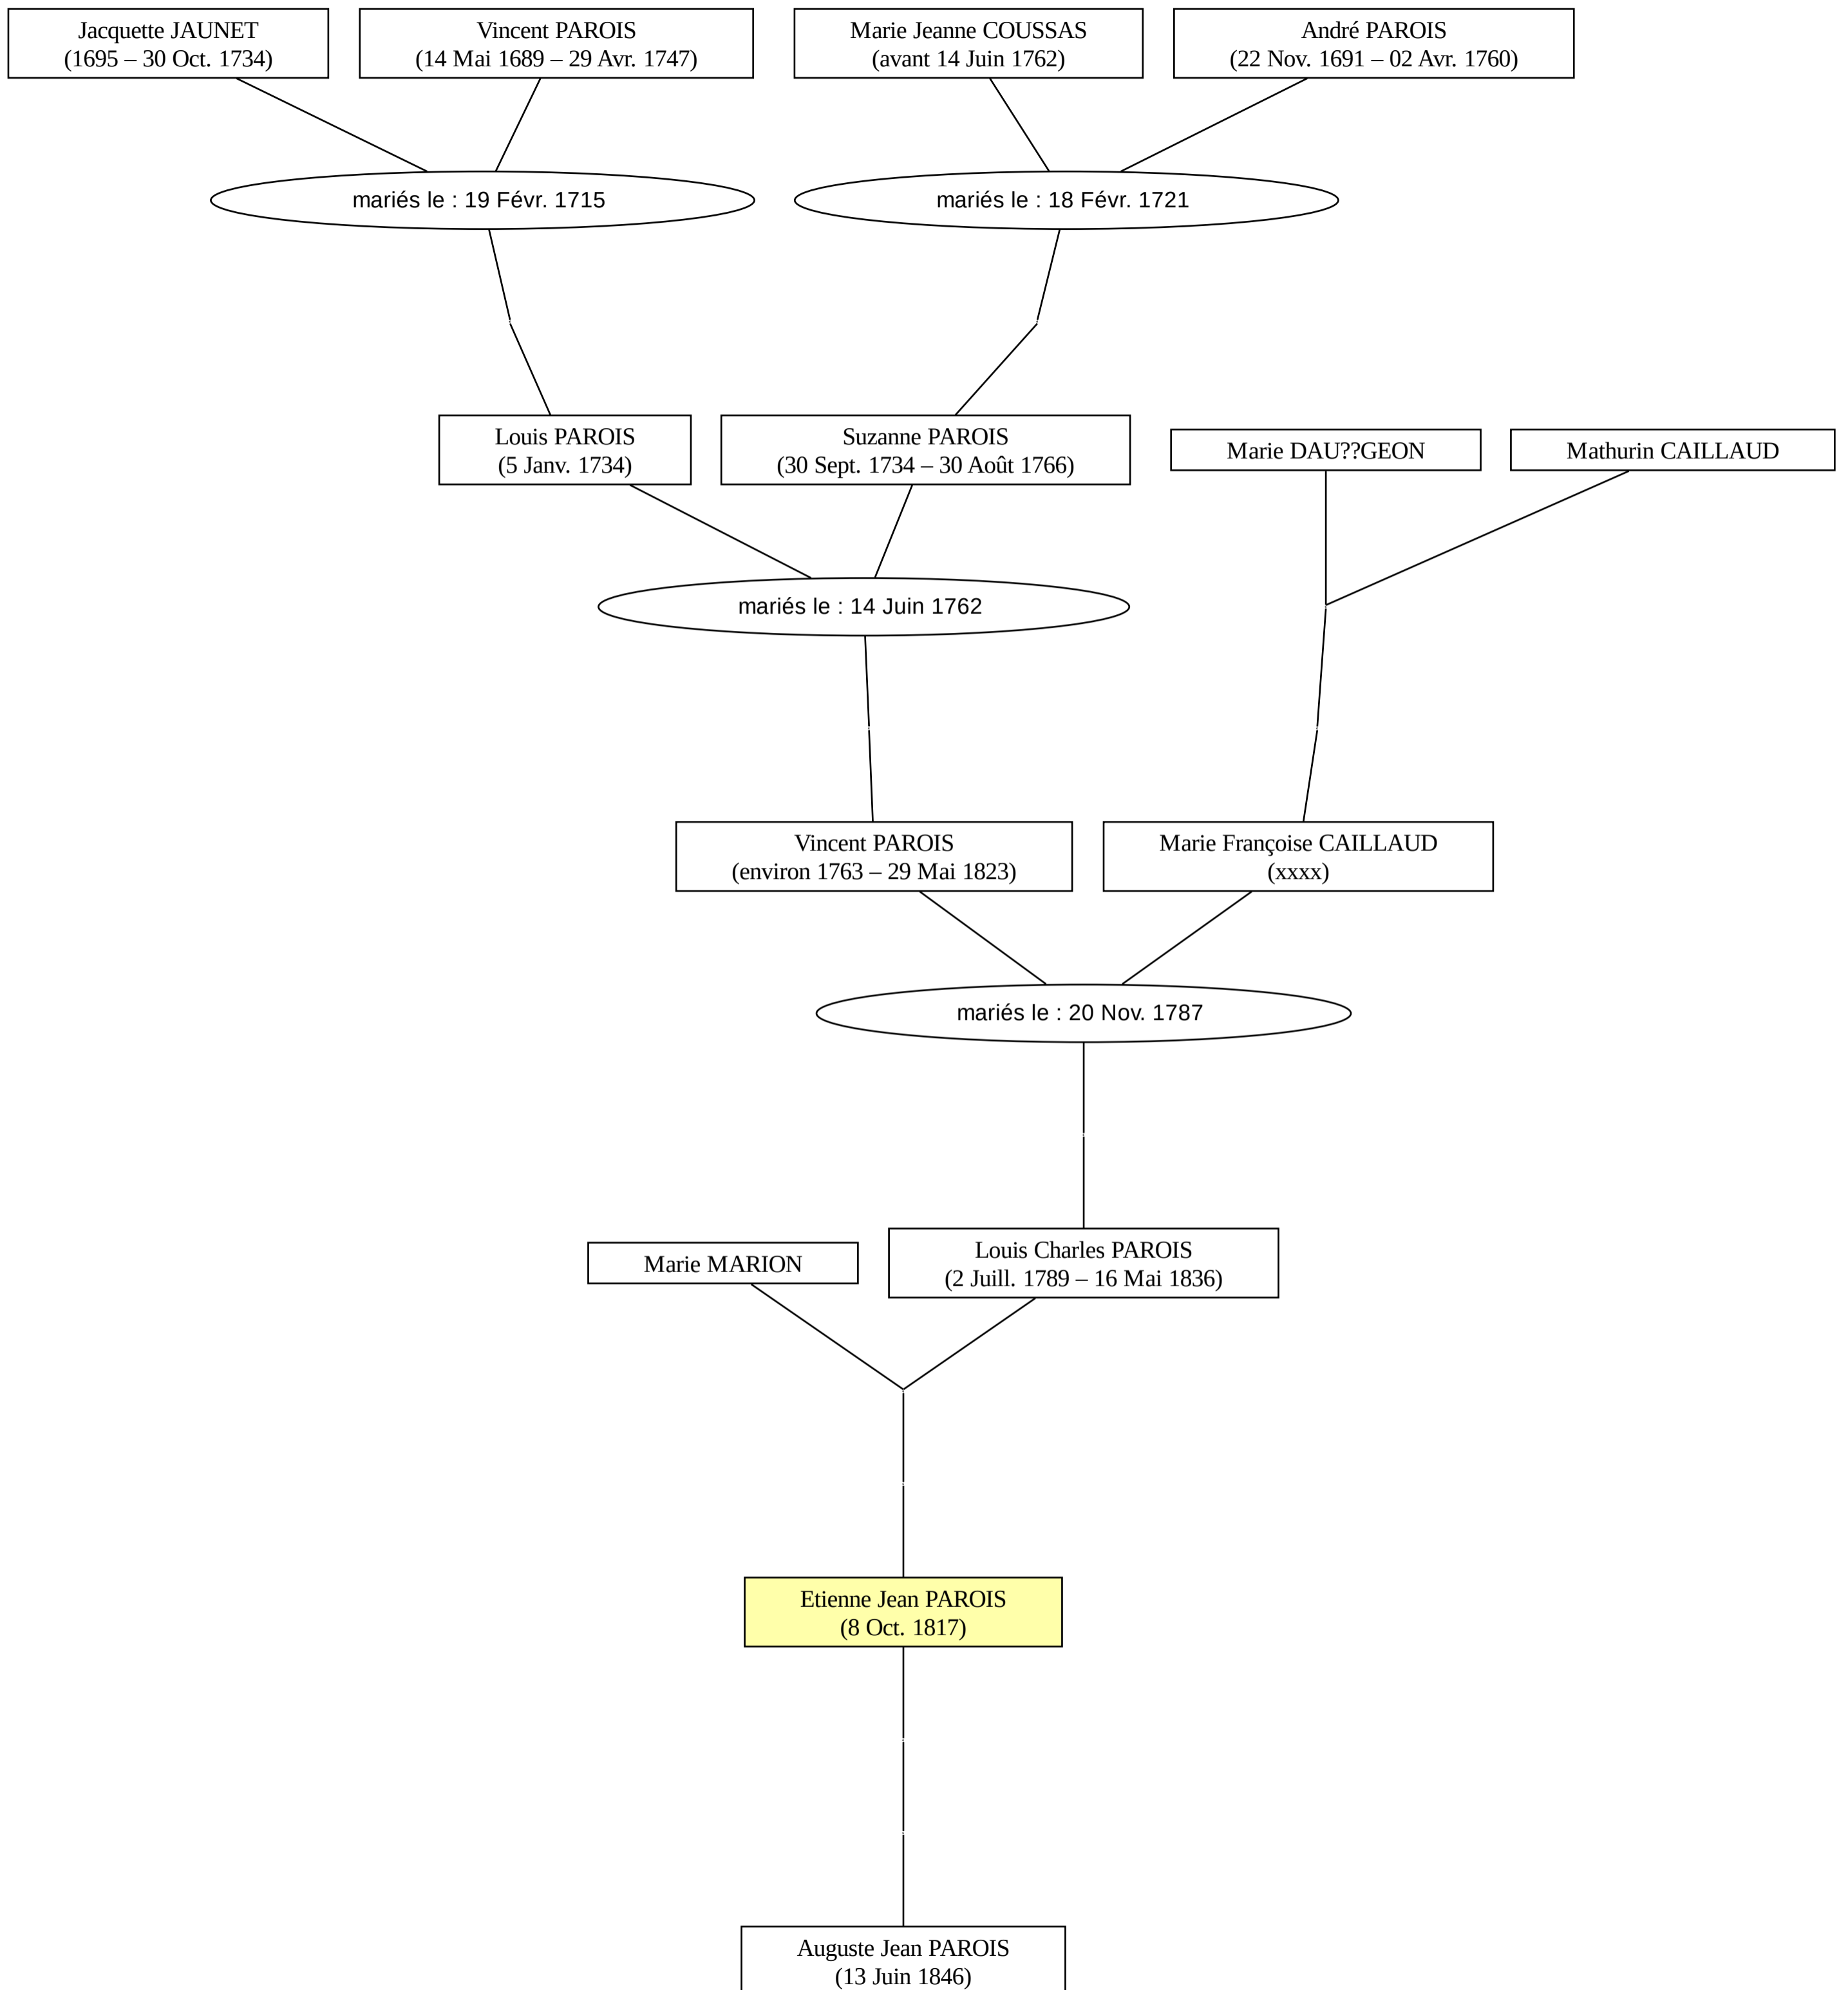 Jacquette JAUNET
(1695 – 30 Oct. 1734)
Vincent PAROIS
(14 Mai 1689 – 29 Avr. 1747)
Marie Jeanne COUSSAS
(avant 14 Juin 1762)
André PAROIS
(22 Nov. 1691 – 02 Avr. 1760)
mariés le : 19 Févr. 1715
mariés le : 18 Févr. 1721
Louis PAROIS
(5 Janv. 1734)
Suzanne PAROIS
(30 Sept. 1734 – 30 Août 1766)
Marie DAU??GEON
Mathurin CAILLAUD
mariés le : 14 Juin 1762
Vincent PAROIS
(environ 1763 – 29 Mai 1823)
Marie Françoise CAILLAUD
(xxxx)
mariés le : 20 Nov. 1787
Marie MARION
Louis Charles PAROIS
(2 Juill. 1789 – 16 Mai 1836)
Etienne Jean PAROIS
(8 Oct. 1817)
Auguste Jean PAROIS
(13 Juin 1846)